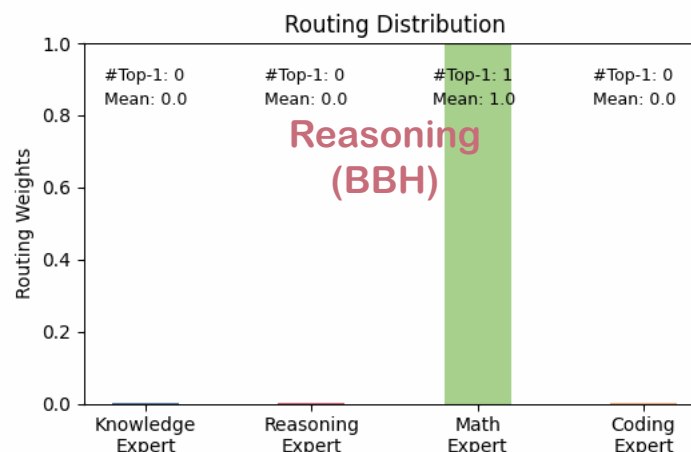 Routing Distribution
1.0
0.8
0.6
0.4
0.2
0.0
Routing Weights
#Top-1: 0
Mean: 0.0
#Top-1: 0
Mean: 0.0
#Top-1: 1
Mean: 1.0
#Top-1: 0
Mean: 0.0
Reasoning
(BBH)
Knowledge
Expert
Reasoning
Expert
Math
Expert
Coding
Expert